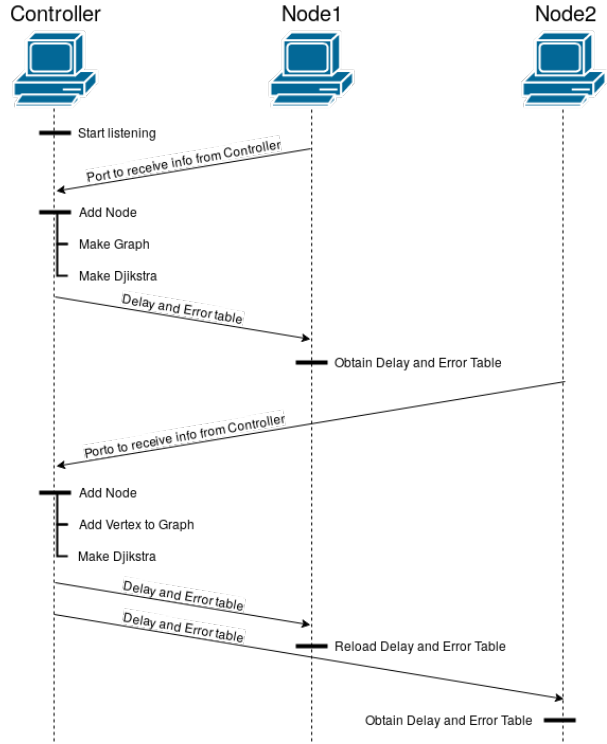 Controller
Node1
Node2
Start listening
Port to receive info from Controller
Add Node
Make Graph
Make Djikstra
Delay and Error table
Obtain Delay and Error Table
Porto to receive info from Controller
Add Node
Add Vertex to Graph
Make Djikstra
Delay and Error table
Delay and Error table
Reload Delay and Error Table
Obtain Delay and Error Table